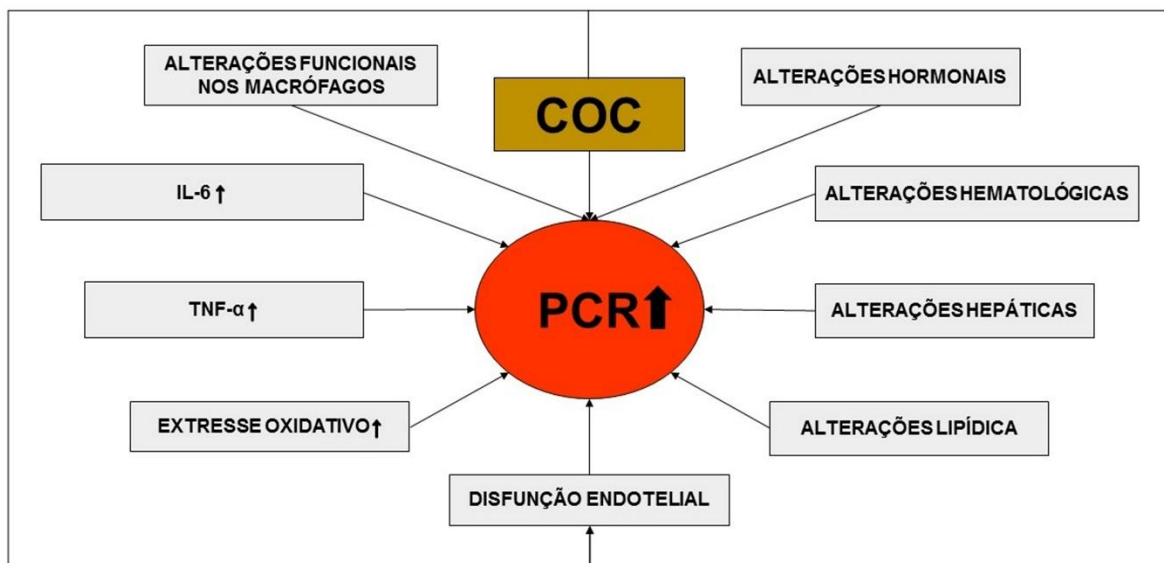 ALTERAÇÕES FUNCIONAIS
NOS MACRÓFAGOS
COC
ALTERAÇÕES HORMONAIS
IL-6 ⬆
ALTERAÇÕES HEMATOLÓGICAS
TNF-α ⬆
PCR ⬆
ALTERAÇÕES HEPÁTICAS
EXTRESSE OXIDATIVO ⬆
ALTERAÇÕES LIPÍDICA
DISFUNÇÃO ENDOTELIAL